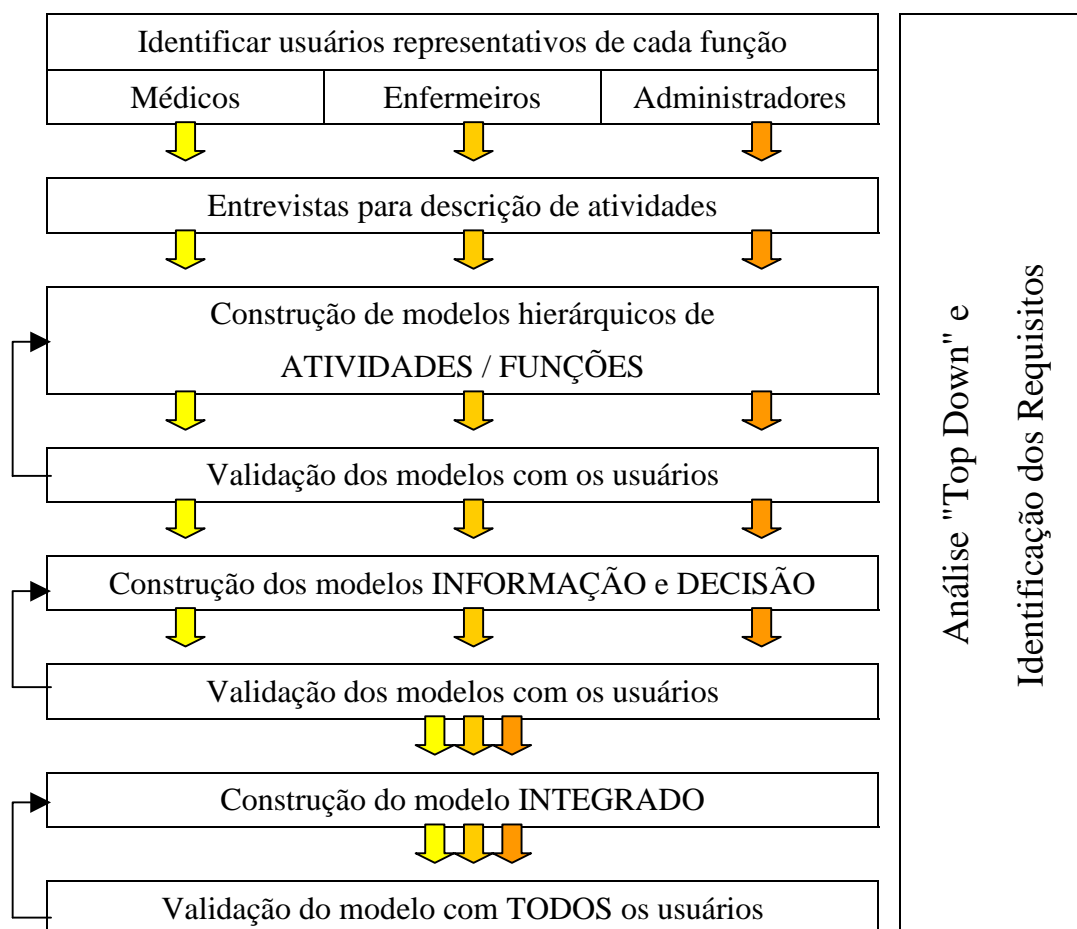 Identificar usuários representativos de cada função
Médicos
Enfermeiros
Administradores
Entrevistas para descrição de atividades
Construção de modelos hierárquicos de
ATIVIDADES / FUNÇÕES
Validação dos modelos com os usuários
Construção dos modelos INFORMAÇÃO e DECISÃO
Validação dos modelos com os usuários
Construção do modelo INTEGRADO
Validação do modelo com TODOS os usuários
Análise "Top Down" e
Identificação dos Requisitos